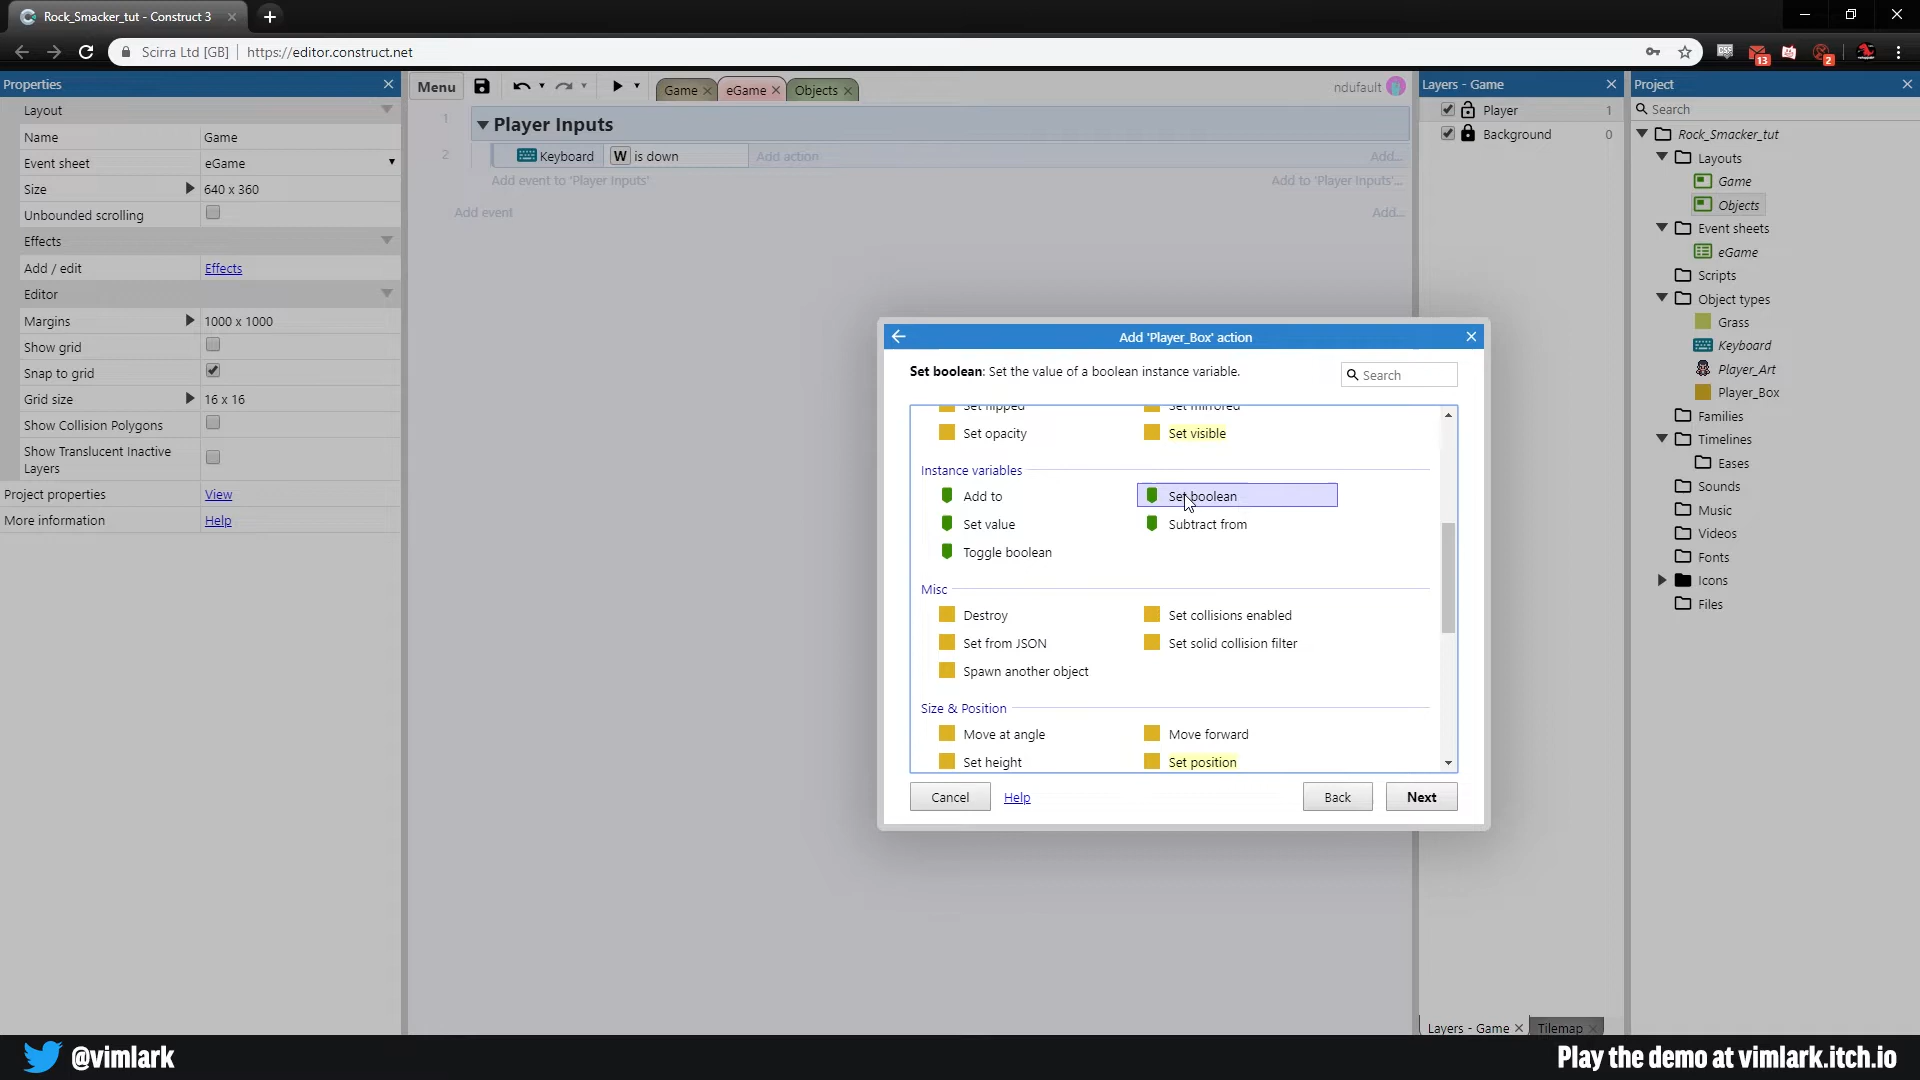 Rock_Smacker_tut - Construct 3
Scirra Ltd [GB] | https://editor.construct.net
13
2
Properties
Layout
Name Game
Event sheet eGame
Size 640 x 360
Unbounded scrolling
Effects
Add / edit Effects
Editor
Margins 1000 x 1000
Show grid
Snap to grid
Grid size 16 x 16
Show Collision Polygons
Show Translucent Inactive
Layers
Project properties View
More information Help
Menu
Game
eGame
Objects
ndufault
1
Player Inputs
2
Keyboard W is down Add action Add...
Add event to 'Player Inputs' Add to 'Player Inputs'...
Add event Add...
Add 'Player_Box' action
Set boolean: Set the value of a boolean instance variable.
Search
Set flipped Set mirrored
Set opacity Set visible
Instance variables
Add to Set boolean
Set value Subtract from
Toggle boolean
Misc
Destroy Set collisions enabled
Set from JSON Set solid collision filter
Spawn another object
Size & Position
Move at angle Move forward
Set height Set position
Cancel Help Back Next
Layers - Game
Player 1
Background 0
Layers - Game Tilemap
Project
Search
Rock_Smacker_tut
Layouts
Game
Objects
Event sheets
eGame
Scripts
Object types
Grass
Keyboard
Player_Art
Player_Box
Families
Timelines
Eases
Sounds
Music
Videos
Fonts
Icons
Files
@vimlark
Play the demo at vimlark.itch.io